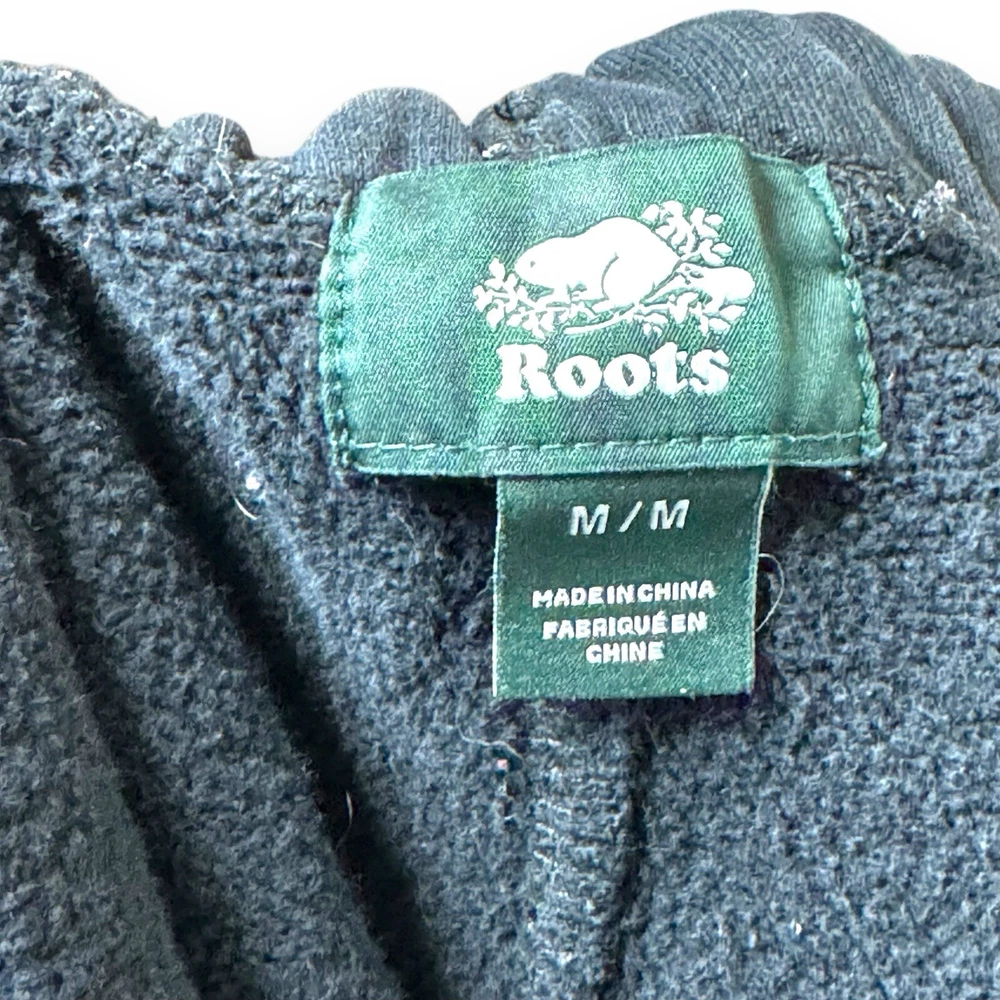 Roots
M / M
MADE IN CHINA
FABRIQUÉ EN
CHINE